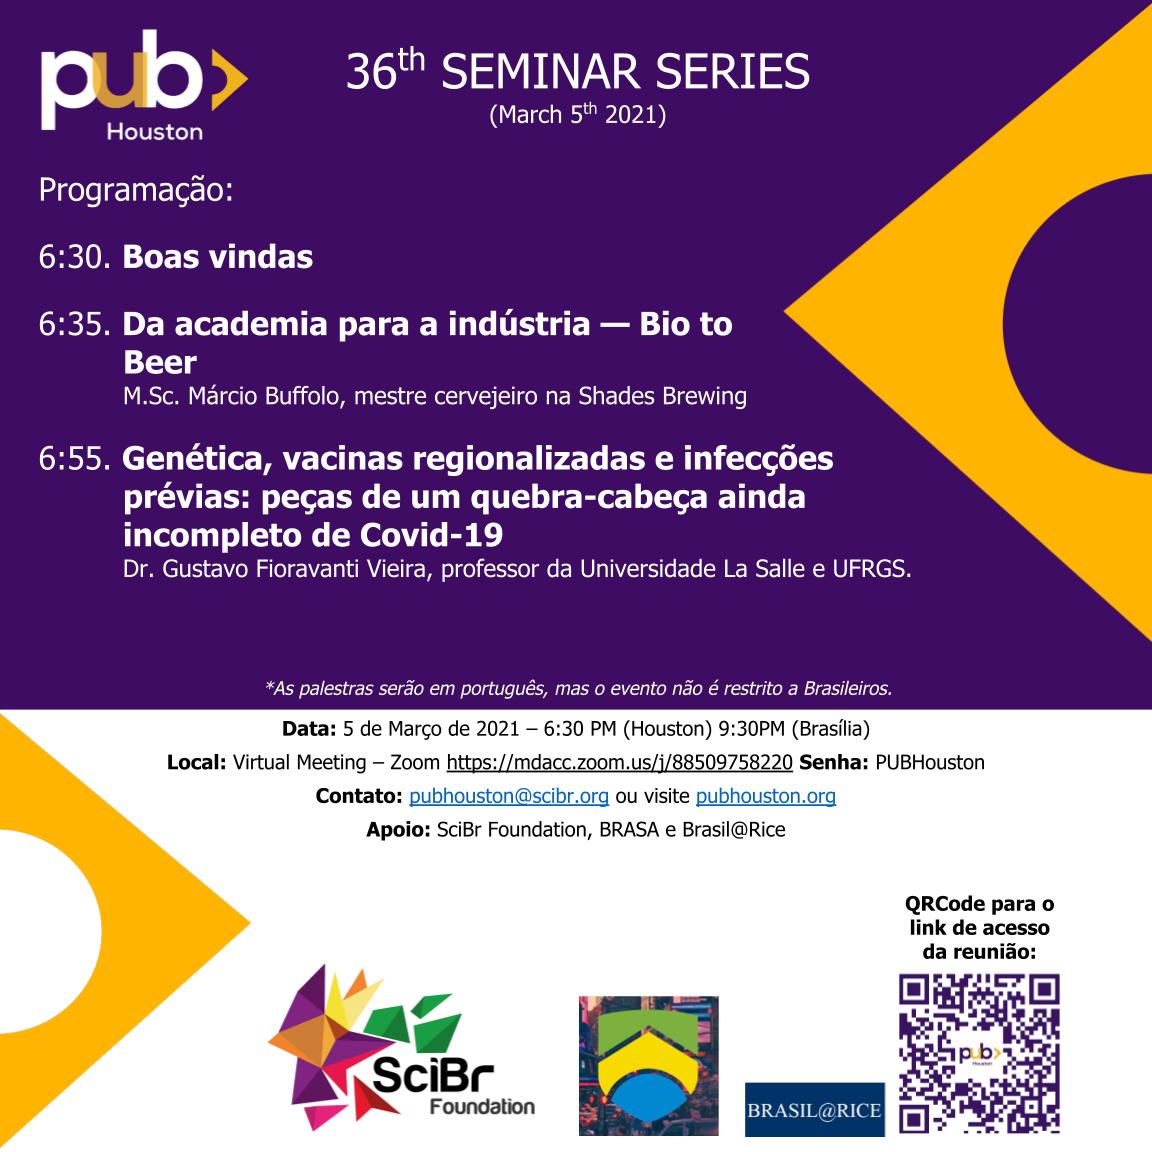 pub
Houston
36th SEMINAR SERIES
(March 5th 2021)
Programação:
6:30. Boas vindas
6:35. Da academia para a indústria — Bio to
Beer
M.Sc. Márcio Buffolo, mestre cervejeiro na Shades Brewing
6:55. Genética, vacinas regionalizadas e infecções
prévias: peças de um quebra-cabeça ainda
incompleto de Covid-19
Dr. Gustavo Fioravanti Vieira, professor da Universidade La Salle e UFRGS.
*As palestras serão em português, mas o evento não é restrito a Brasileiros.
Data: 5 de Março de 2021 – 6:30 PM (Houston) 9:30PM (Brasília)
Local: Virtual Meeting – Zoom https://mdacc.zoom.us/j/88509758220 Senha: PUBHouston
Contato: pubhouston@scibr.org ou visite pubhouston.org
Apoio: SciBr Foundation, BRASA e Brasil@Rice
QRCode para o
link de acesso
da reunião:
SciBr
Foundation
BRASIL@RICE
pub
Houston